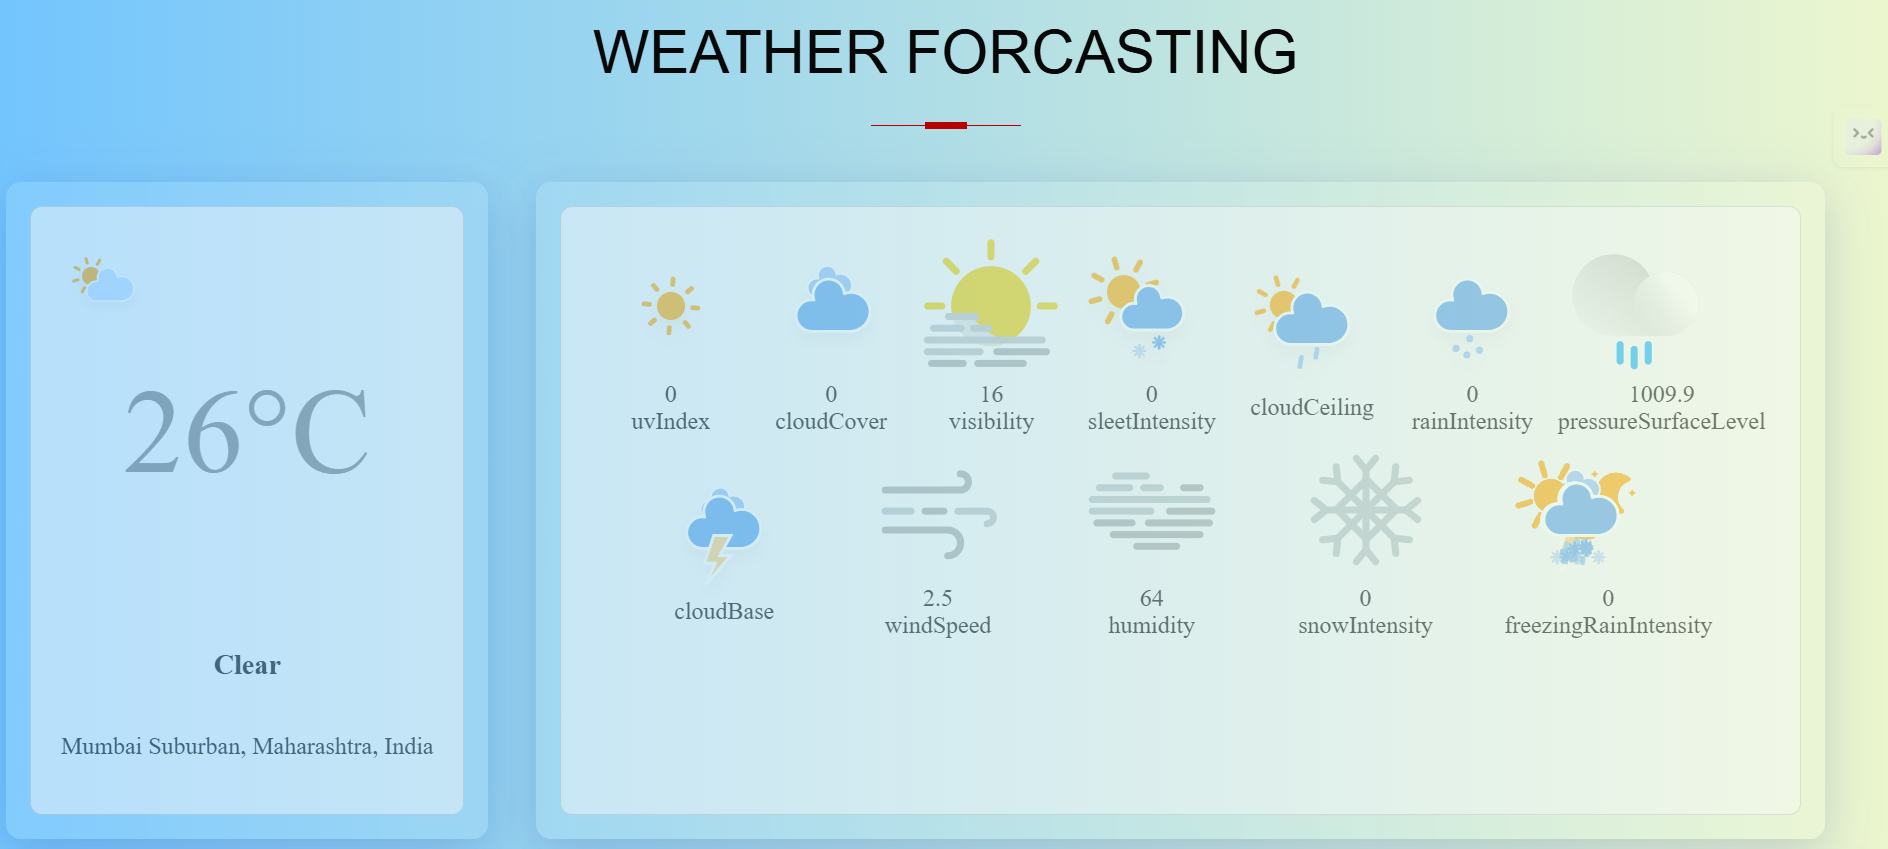 WEATHER FORCASTING
26°C
Clear
Mumbai Suburban, Maharashtra, India
0
uvIndex
0
cloudCover
16
visibility
0
sleetIntensity
cloudCeiling
0
rainIntensity
1009.9
pressureSurfaceLevel
cloudBase
2.5
windSpeed
64
humidity
0
snowIntensity
0
freezingRainIntensity